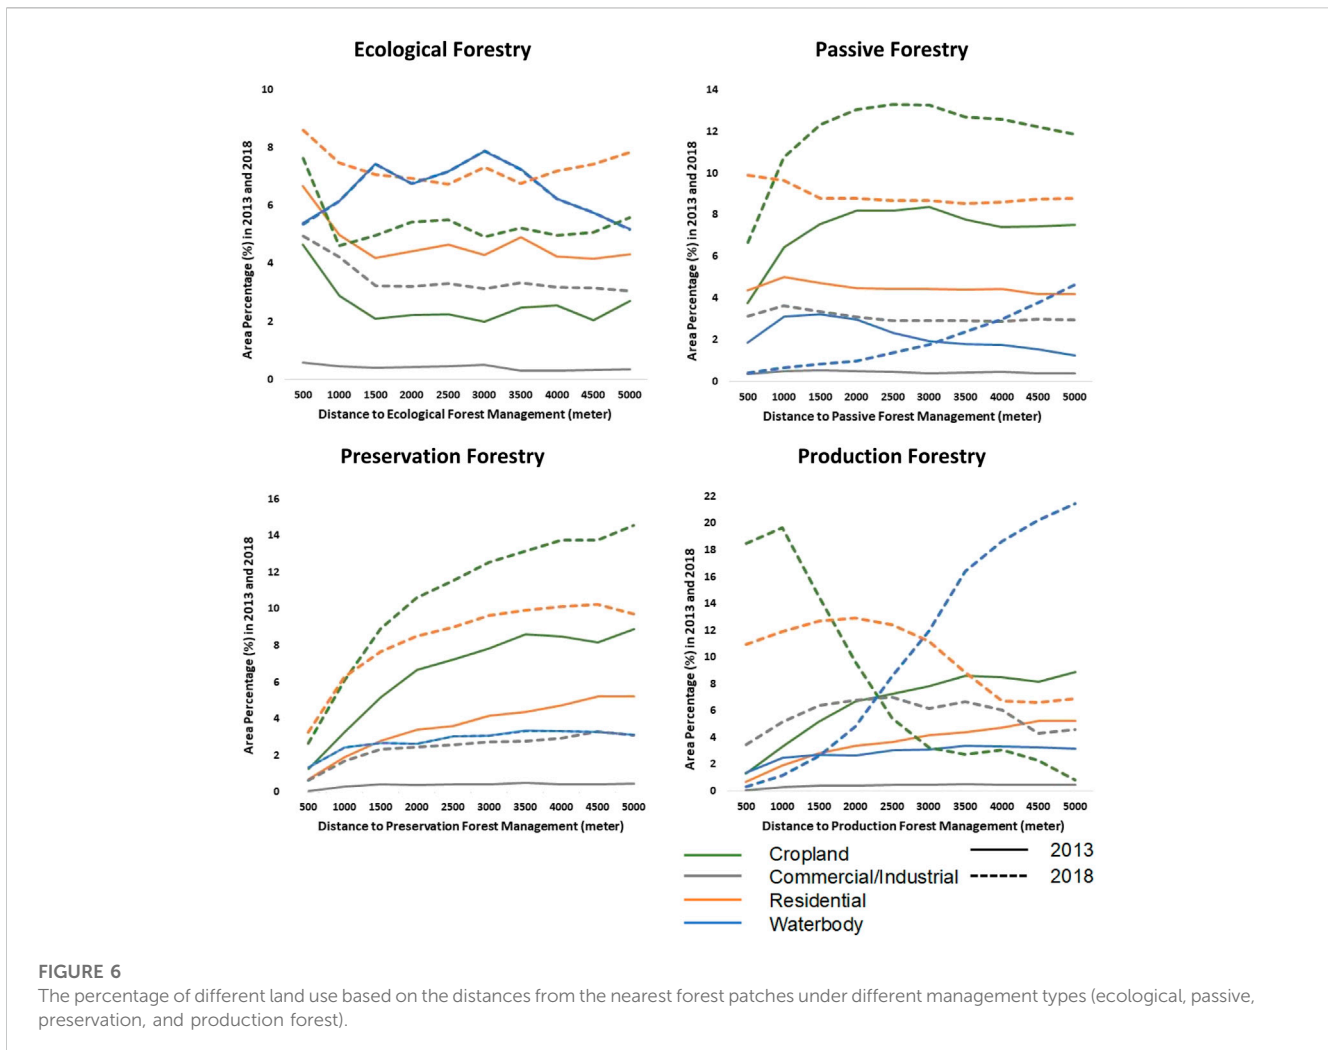 Ecological Forestry
10
8
6
4
2
0
Area Percentage (%) in 2013 and 2018
500 1000 1500 2000 2500 3000 3500 4000 4500 5000
Distance to Ecological Forest Management (meter)
Passive Forestry
14
12
10
8
6
4
2
0
Area Percentage (%) in 2013 and 2018
500 1000 1500 2000 2500 3000 3500 4000 4500 5000
Distance to Passive Forest Management (meter)
Preservation Forestry
16
14
12
10
8
6
4
2
0
Area Percentage (%) in 2013 and 2018
500 1000 1500 2000 2500 3000 3500 4000 4500 5000
Distance to Preservation Forest Management (meter)
Production Forestry
22
20
18
16
14
12
10
8
6
4
2
0
Area Percentage (%) in 2013 and 2018
500 1000 1500 2000 2500 3000 3500 4000 4500 5000
Distance to Production Forest Management (meter)
Cropland
Commercial/Industrial
Residential
Waterbody
2013
2018
FIGURE 6
The percentage of different land use based on the distances from the nearest forest patches under different management types (ecological, passive,
preservation, and production forest).